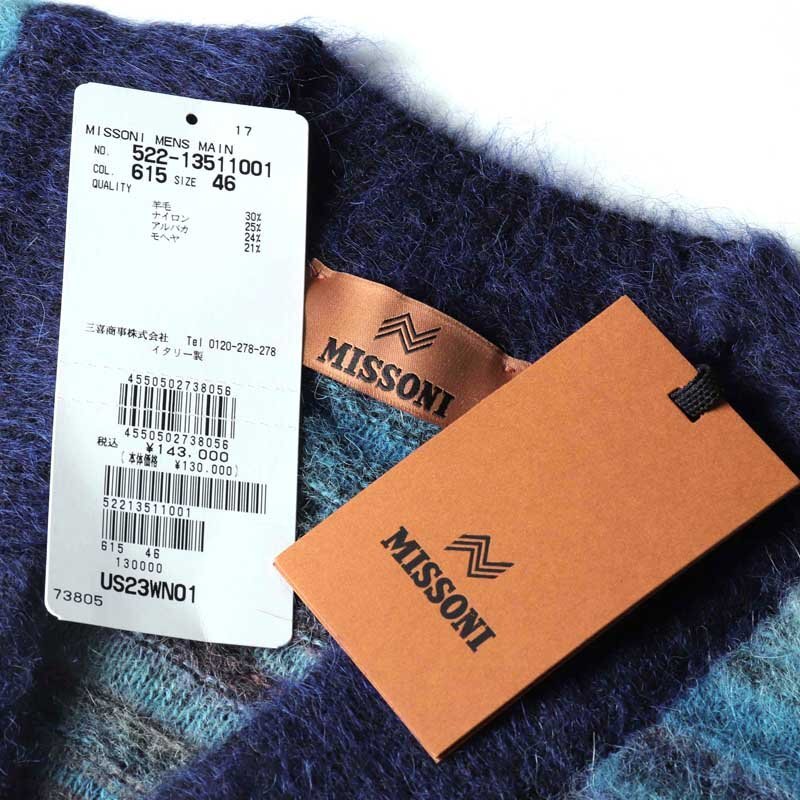 17
MISSONI MENS MAIN
NO. 522-13511001
COL. 615 SIZE 46
QUALITY
羊毛 30%
ナイロン 25%
アルパカ 24%
モヘヤ 21%
三喜商事株式会社 Tel 0120-278-278
イタリー製
4550502738056
4550502738056
税込 ¥143.000
(本体価格 ¥130.000)
52213511001
615 46
130000
US23WN01
73805
MISSONI
MISSONI